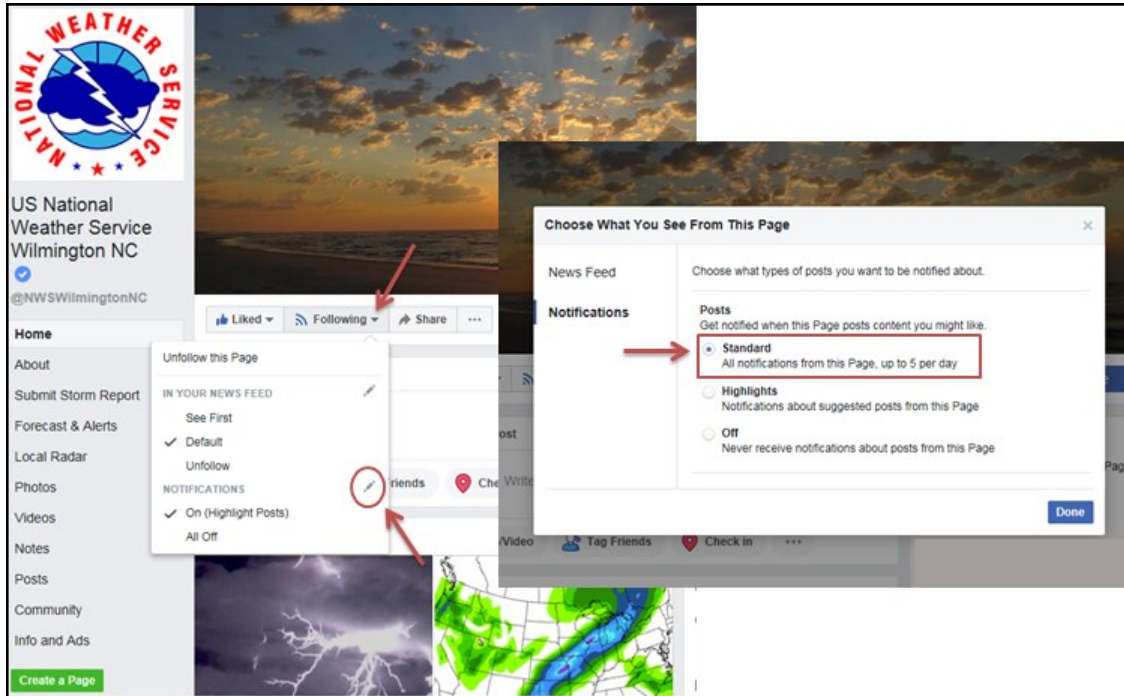 NATIONAL WEATHER SERVICE
US National
Weather Service
Wilmington NC
@NWSWilmingtonNC
Home
About
Submit Storm Report
Forecast & Alerts
Local Radar
Photos
Videos
Notes
Posts
Community
Info and Ads
Create a Page
Liked
Following
Share
Unfollow this Page
IN YOUR NEWS FEED
See First
Default
Unfollow
NOTIFICATIONS
On (Highlight Posts)
All Off
riends
Che
Choose What You See From This Page
News Feed
Notifications
Choose what types of posts you want to be notified about.
Posts
Get notified when this Page posts content you might like.
Standard
All notifications from this Page, up to 5 per day
Highlights
Notifications about suggested posts from this Page
Off
Never receive notifications about posts from this Page
Done
ost
Write
Pag
/Video
Tag Friends
Check in